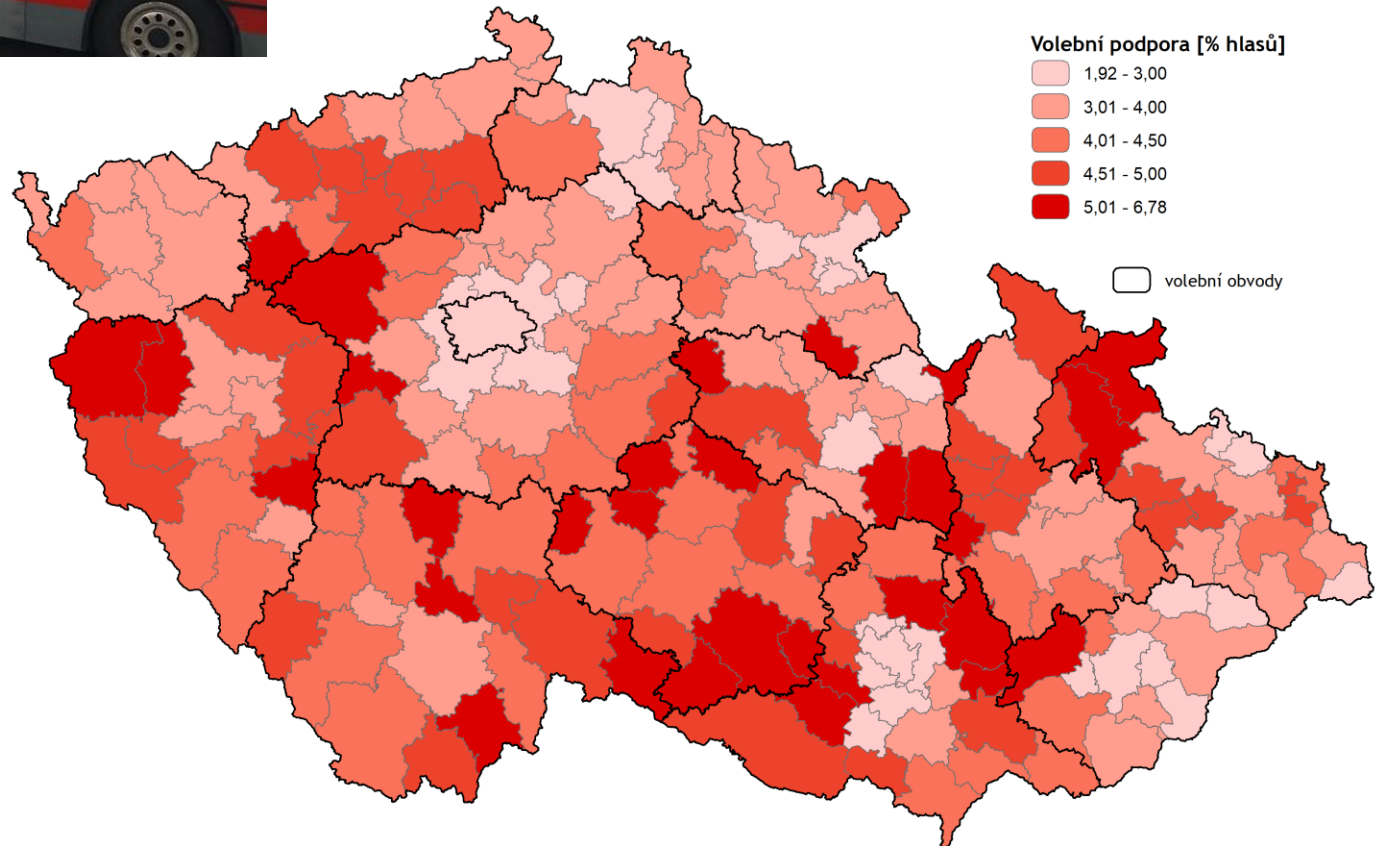 Volební podpora [% hlasů]
1,92 - 3,00
3,01 - 4,00
4,01 - 4,50
4,51 - 5,00
5,01 - 6,78
volební obvody